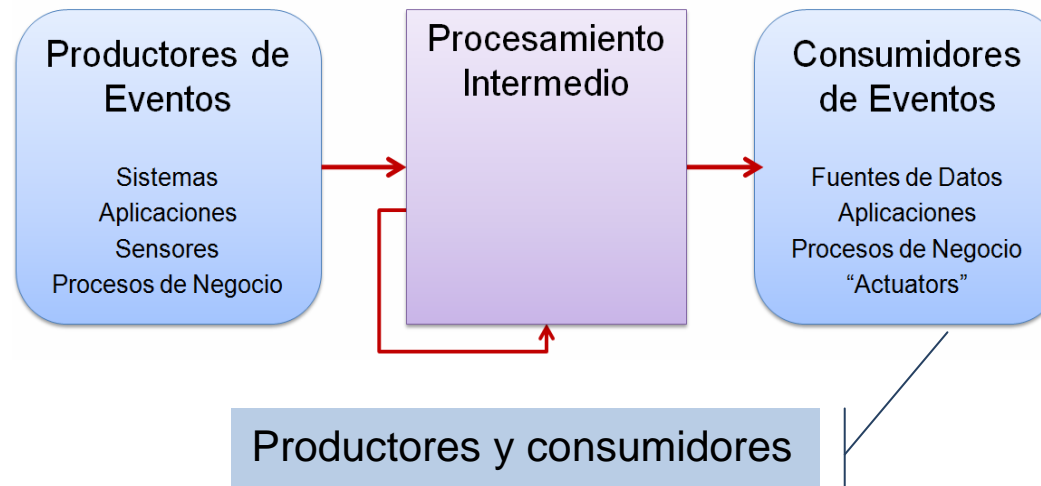 Productores de
Eventos
Sistemas
Aplicaciones
Sensores
Procesos de Negocio
Procesamiento
Intermedio
Consumidores
de Eventos
Fuentes de Datos
Aplicaciones
Procesos de Negocio
“Actuators”
Productores y consumidores